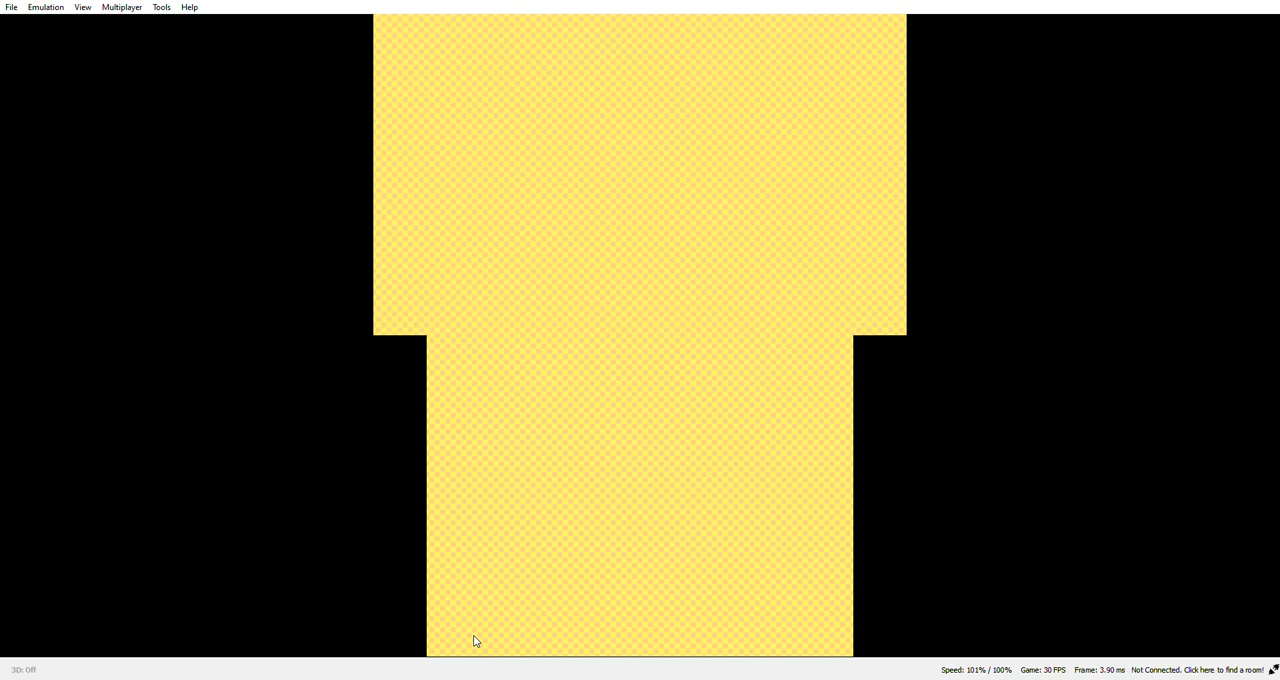 File Emulation View Multiplayer Tools Help
3D: Off Speed: 101% / 100% Game: 30 FPS Frame: 3.90 ms Not Connected. Click here to find a room!